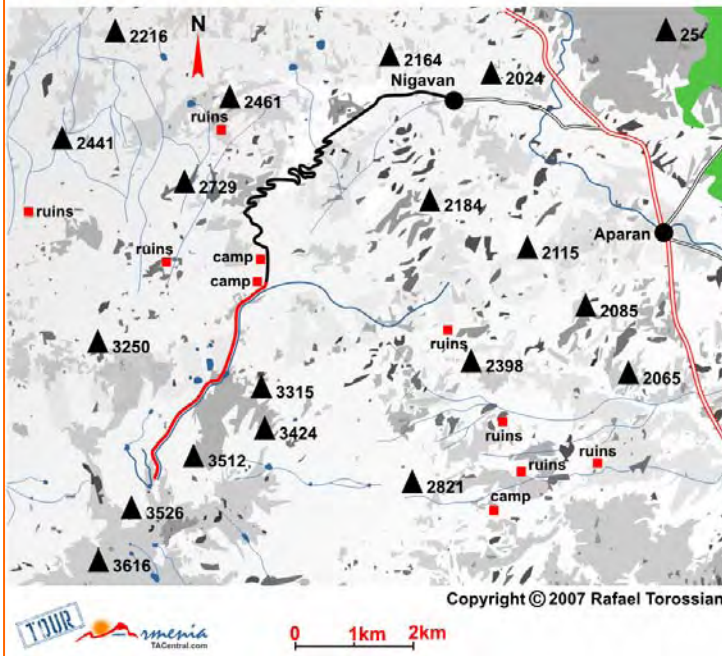 2216
N
2164
2024
254
Nigavan
2461
ruins
2441
2729
2184
ruins
Aparan
2115
ruins
camp
camp
2085
3250
ruins
2398
2065
3315
3424
ruins
3512
ruins
ruins
2821
camp
3526
3616
Copyright © 2007 Rafael Torossian
TOUR
Armenia
TACentral.com
0 1km 2km